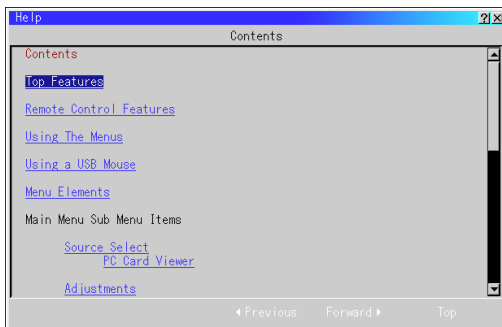 Help
Contents
Contents
Top Features
Remote Control Features
Using The Menus
Using a USB Mouse
Menu Elements
Main Menu Sub Menu Items
Source Select
PC Card Viewer
Adjustments
Previous Forward Top